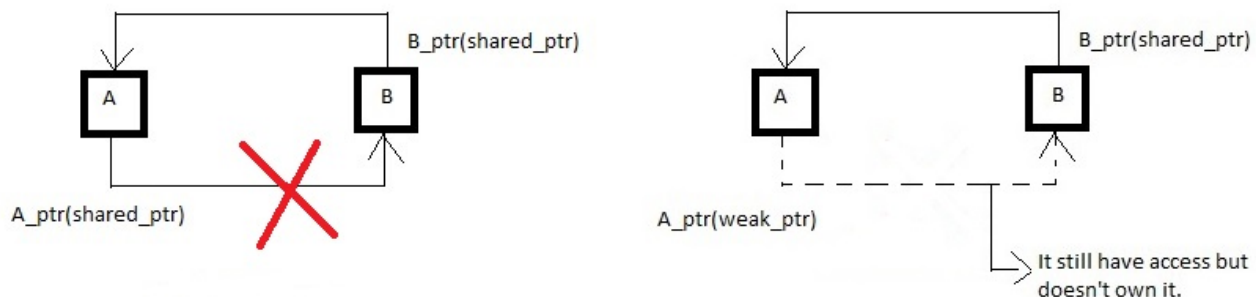 B_ptr(shared_ptr)
A
B
A_ptr(shared_ptr)
B_ptr(shared_ptr)
A
B
A_ptr(weak_ptr)
It still have access but
doesn't own it.